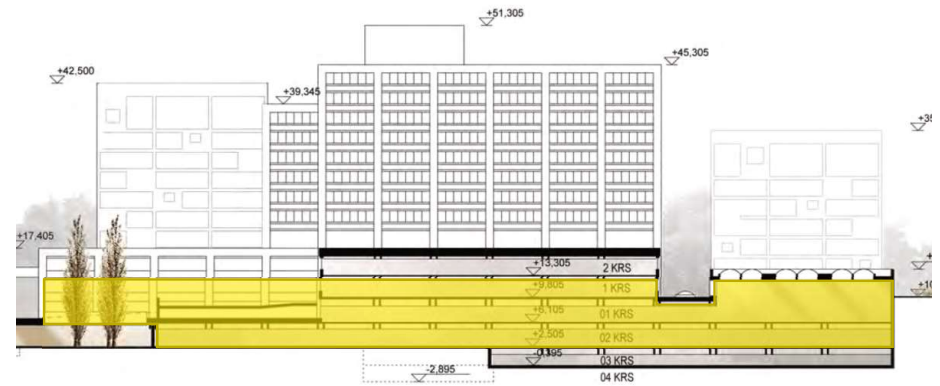 +51,305
+45,305
+42,500
+39,345
+35
+17,405
+13,305
2 KRS
+9,805
1 KRS
+6,105
01 KRS
+2,505
02 KRS
03 KRS
-2,895
04 KRS